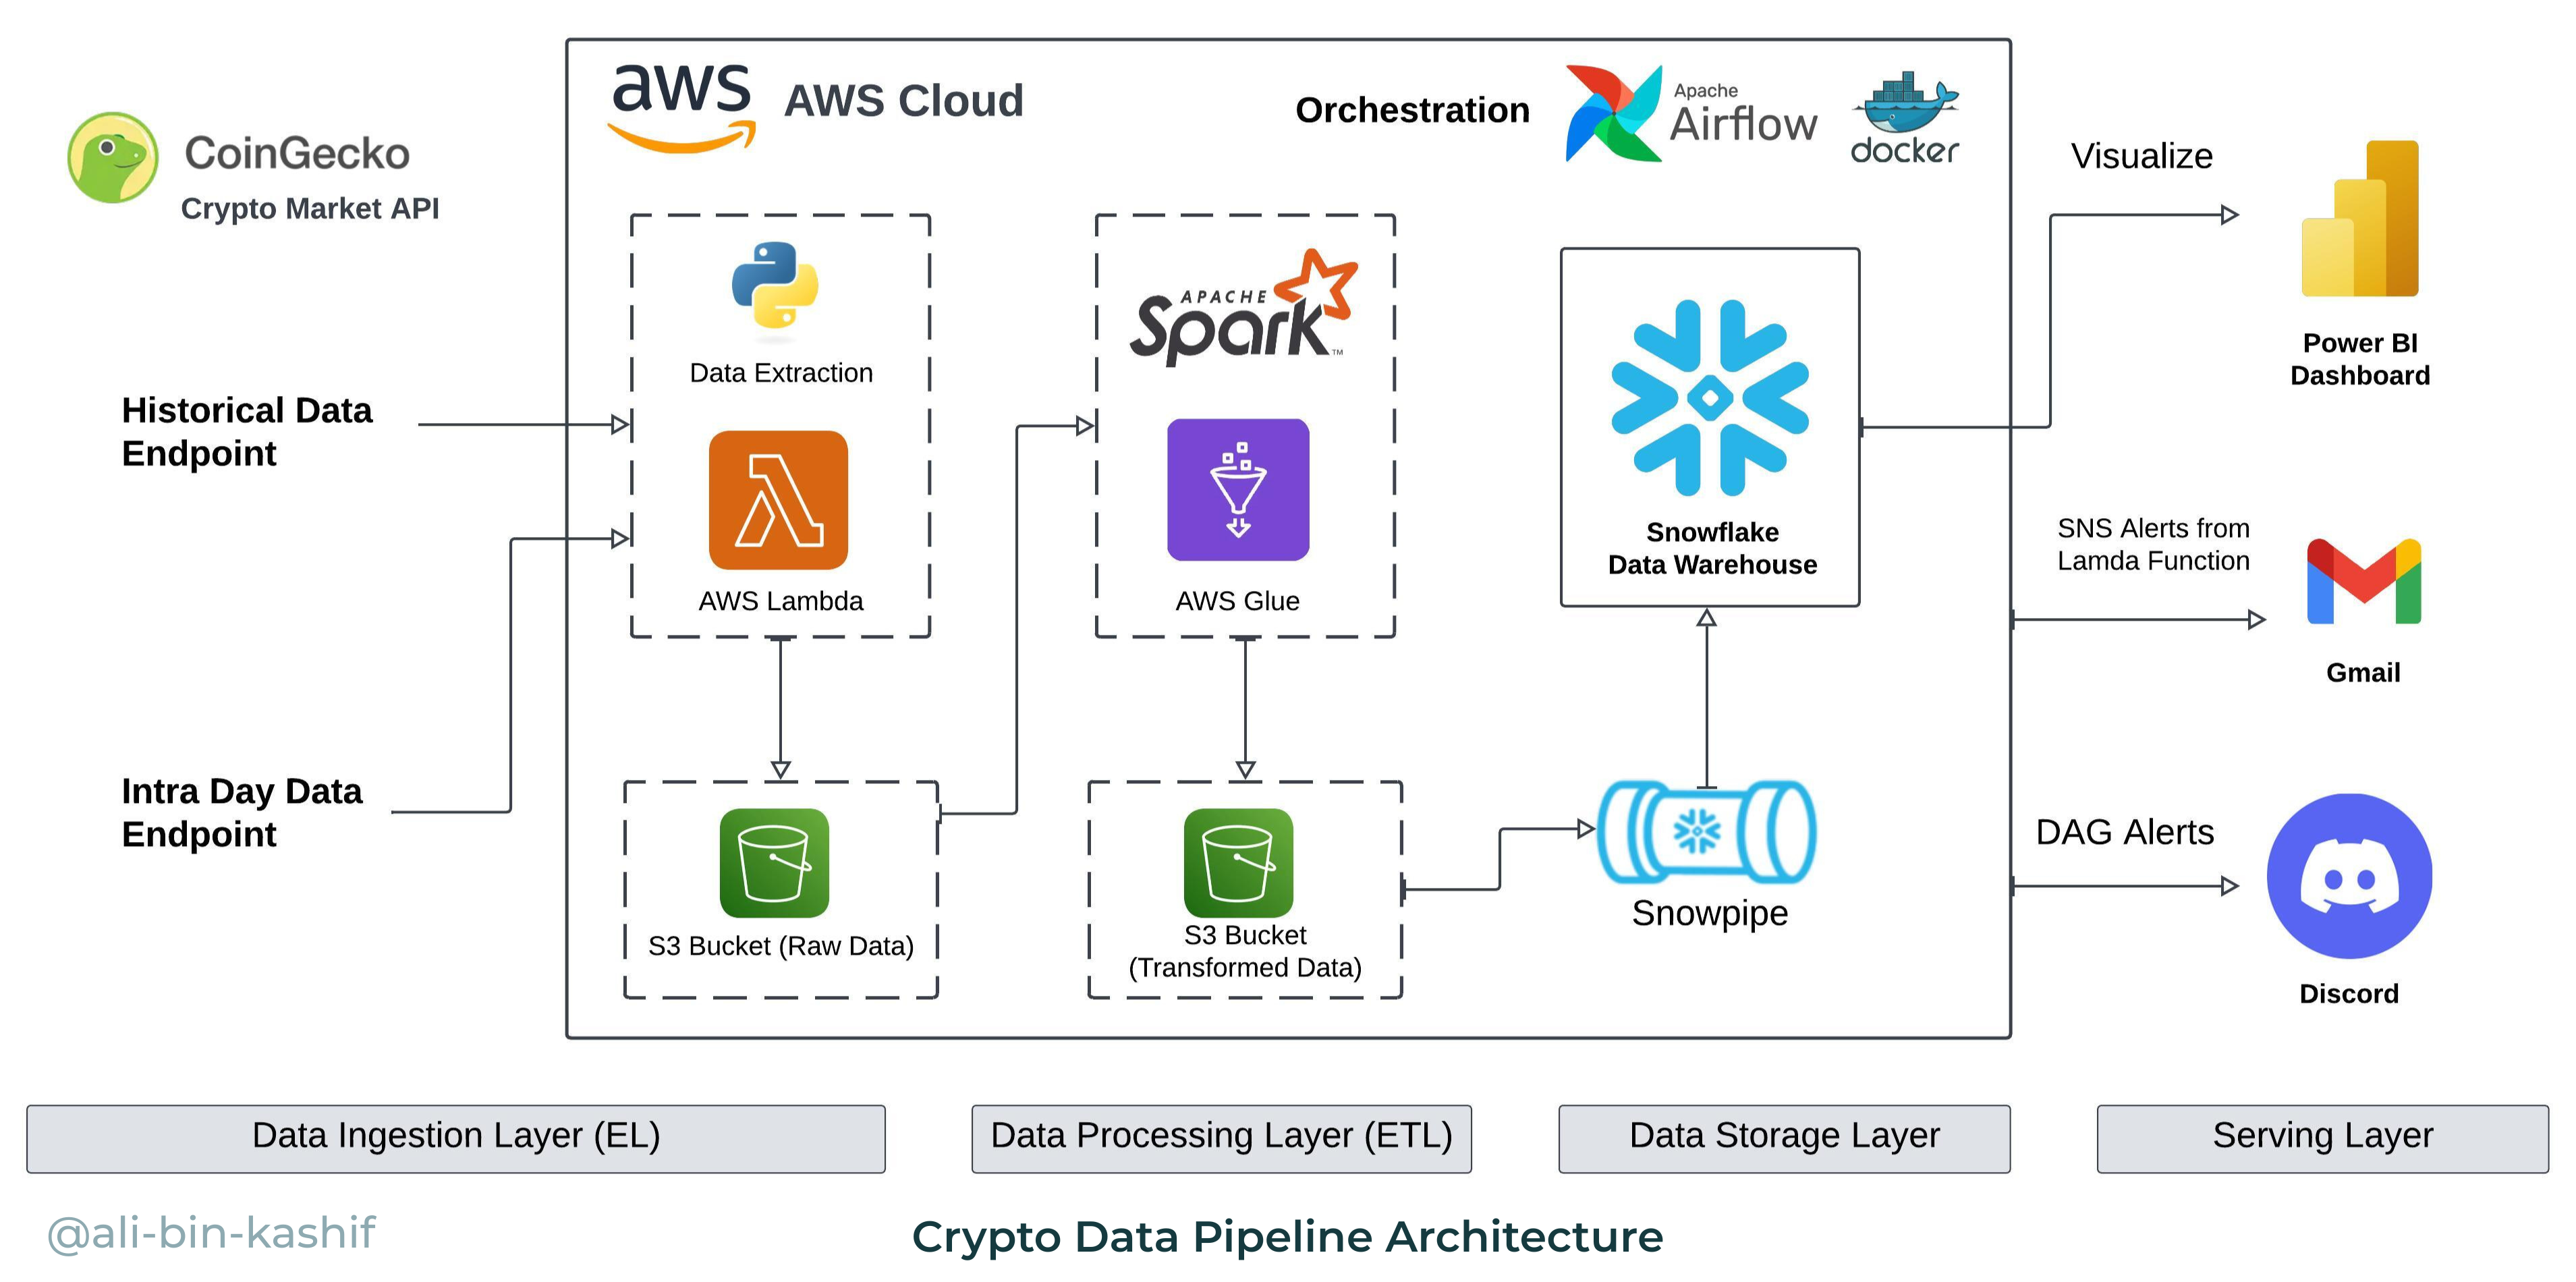 aws
AWS Cloud
Orchestration
Apache
Airflow
docker
CoinGecko
Crypto Market API
Historical Data
Endpoint
Intra Day Data
Endpoint
Data Extraction
AWS Lambda
S3 Bucket (Raw Data)
APACHE
Spark™
AWS Glue
S3 Bucket
(Transformed Data)
Snowflake
Data Warehouse
Snowpipe
Visualize
Power BI
Dashboard
SNS Alerts from
Lamda Function
Gmail
DAG Alerts
Discord
Data Ingestion Layer (EL)
Data Processing Layer (ETL)
Data Storage Layer
Serving Layer
@ali-bin-kashif
Crypto Data Pipeline Architecture